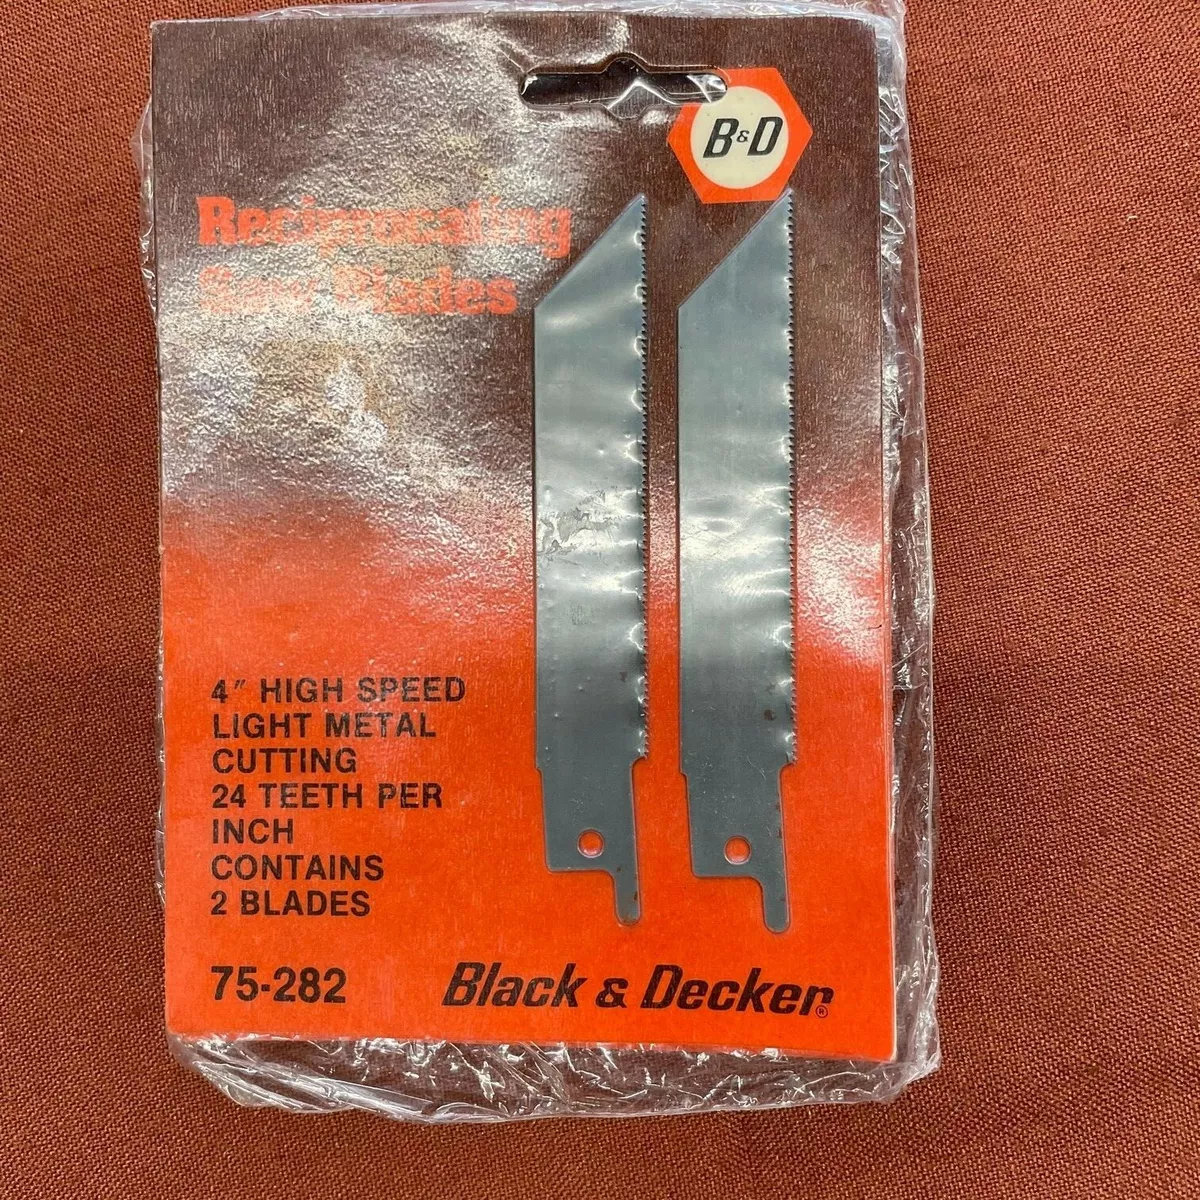 B&D
Reciprocating
Saw Blades
4" HIGH SPEED
LIGHT METAL
CUTTING
24 TEETH PER
INCH
CONTAINS
2 BLADES
75-282
Black & Decker®